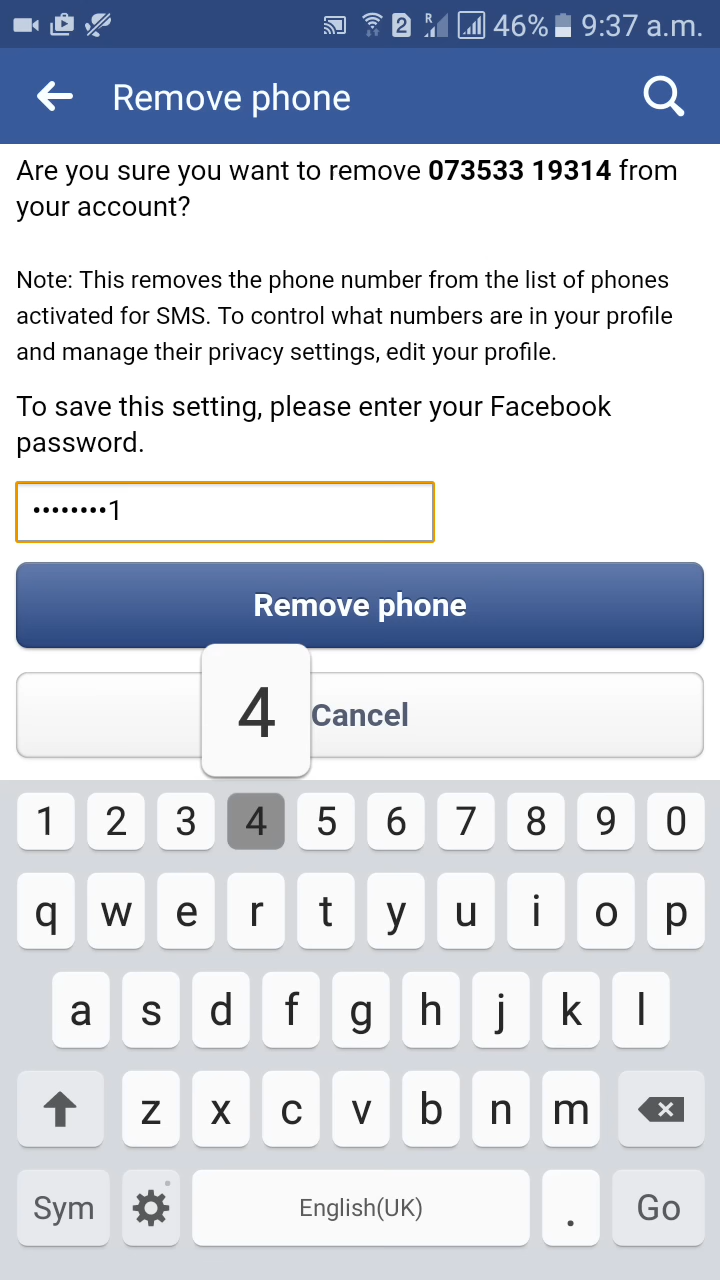 2 R 46% 9:37 a.m.
Remove phone
Are you sure you want to remove 073533 19314 from
your account?
Note: This removes the phone number from the list of phones
activated for SMS. To control what numbers are in your profile
and manage their privacy settings, edit your profile.
To save this setting, please enter your Facebook
password.
••••••••1
Remove phone
4
Cancel
1 2 3 4 5 6 7 8 9 0
q w e r t y u i o p
a s d f g h j k l
z x c v b n m
Sym English(UK) . Go